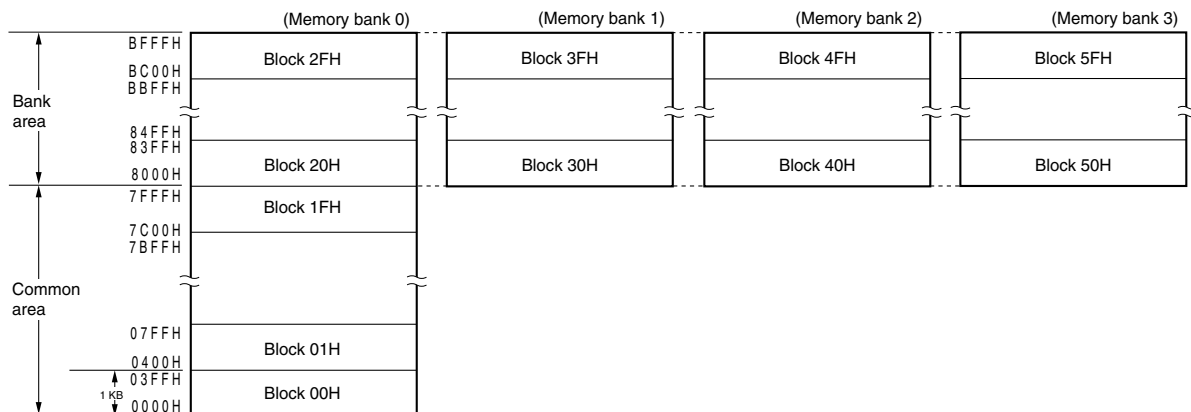 (Memory bank 0) (Memory bank 1) (Memory bank 2) (Memory bank 3)
BFFFH
Block 2FH Block 3FH Block 4FH Block 5FH
BC00H
BBFFH
Bank
area
84FFH
83FFH
Block 20H Block 30H Block 40H Block 50H
8000H
7FFFH
Block 1FH
7C00H
7BFFH
Common
area
07FFH
Block 01H
0400H
03FFH
1 KB
Block 00H
0000H